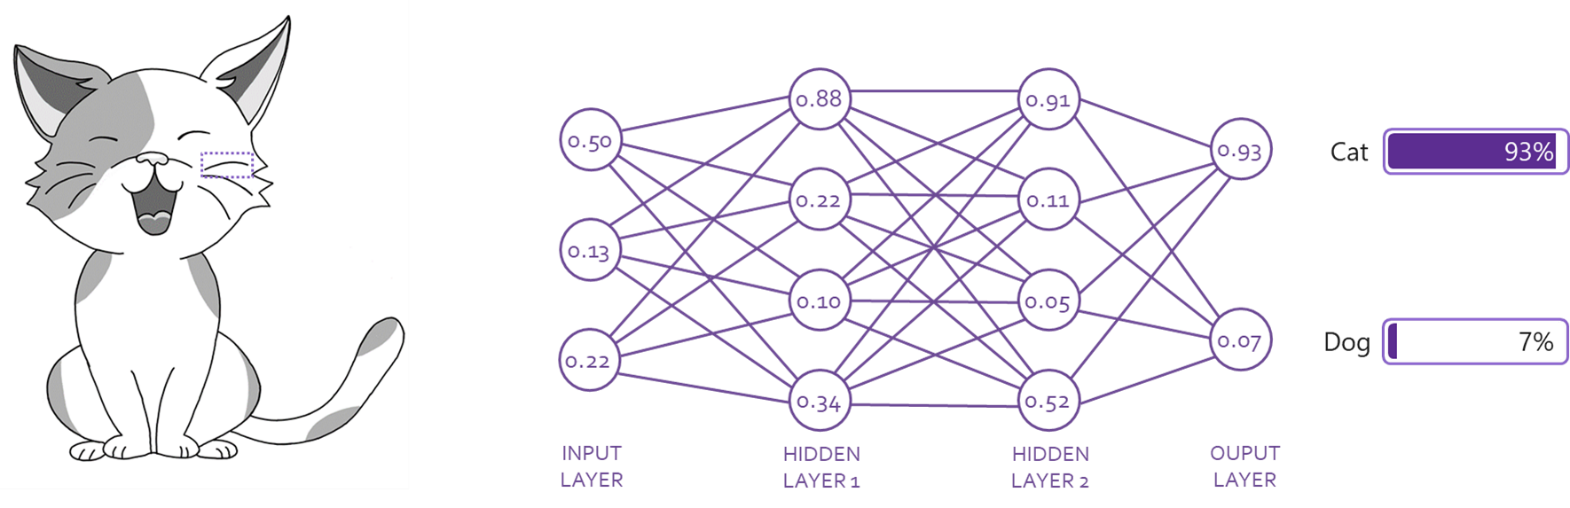 0.50
0.13
0.22
INPUT
LAYER
0.88
0.22
0.10
0.34
HIDDEN
LAYER 1
0.91
0.11
0.05
0.52
HIDDEN
LAYER 2
0.93
0.07
OUPUT
LAYER
Cat 93%
Dog 7%